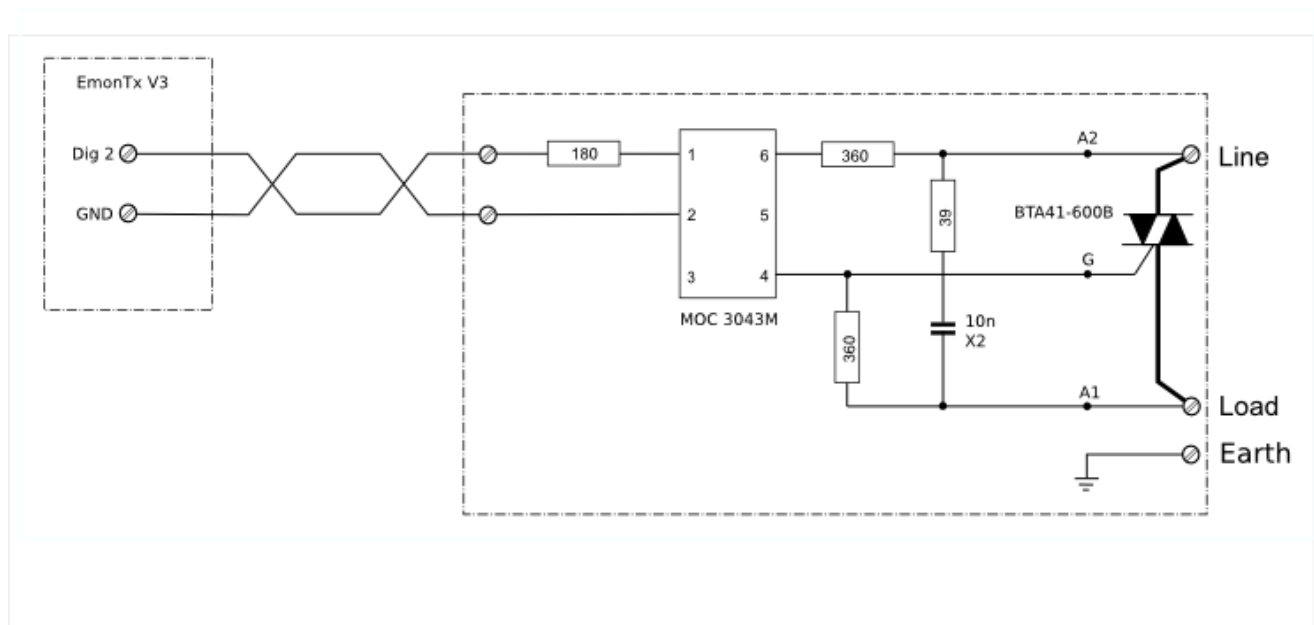 EmonTx V3
Dig 2
GND
180
1
2
3
6
5
4
MOC 3043M
360
360
39
10n
X2
A2
G
A1
BTA41-600B
Line
Load
Earth